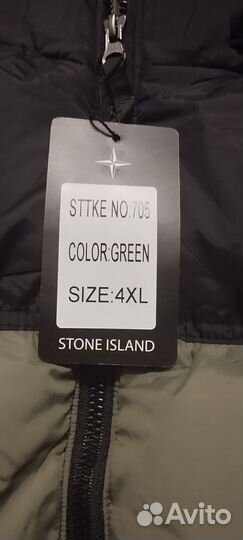 STTKE NO:705
COLOR:GREEN
SIZE:4XL
STONE ISLAND
Avito